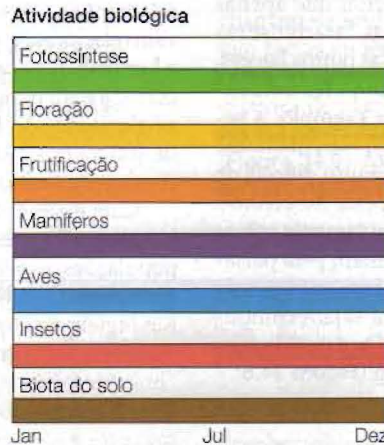 Atividade biológica
Fotossíntese
Floração
Frutificação
Mamíferos
Aves
Insetos
Biota do solo
Jan Jul Dez